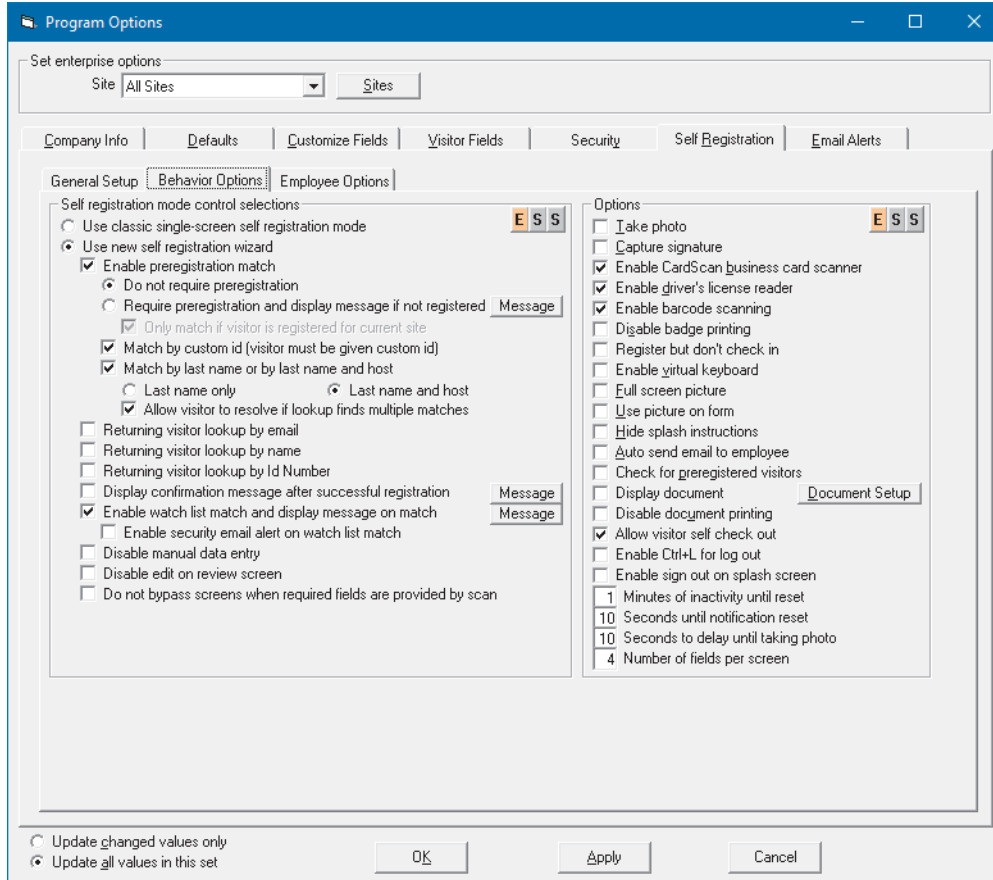 Program Options
Set enterprise options
Site All Sites Sites
Company Info Defaults Customize Fields Visitor Fields Security Self Registration Email Alerts
General Setup Behavior Options Employee Options
Self registration mode control selections
E S S
Use classic single-screen self registration mode
Use new self registration wizard
Enable preregistration match
Do not require preregistration
Require preregistration and display message if not registered Message
Only match if visitor is registered for current site
Match by custom id (visitor must be given custom id)
Match by last name or by last name and host
Last name only Last name and host
Allow visitor to resolve if lookup finds multiple matches
Returning visitor lookup by email
Returning visitor lookup by name
Returning visitor lookup by Id Number
Display confirmation message after successful registration Message
Enable watch list match and display message on match Message
Enable security email alert on watch list match
Disable manual data entry
Disable edit on review screen
Do not bypass screens when required fields are provided by scan
Options
E S S
Take photo
Capture signature
Enable CardScan business card scanner
Enable driver's license reader
Enable barcode scanning
Disable badge printing
Register but don't check in
Enable virtual keyboard
Full screen picture
Use picture on form
Hide splash instructions
Auto send email to employee
Check for preregistered visitors
Display document Document Setup
Disable document printing
Allow visitor self check out
Enable Ctrl+L for log out
Enable sign out on splash screen
1 Minutes of inactivity until reset
10 Seconds until notification reset
10 Seconds to delay until taking photo
4 Number of fields per screen
Update changed values only
Update all values in this set
OK Apply Cancel